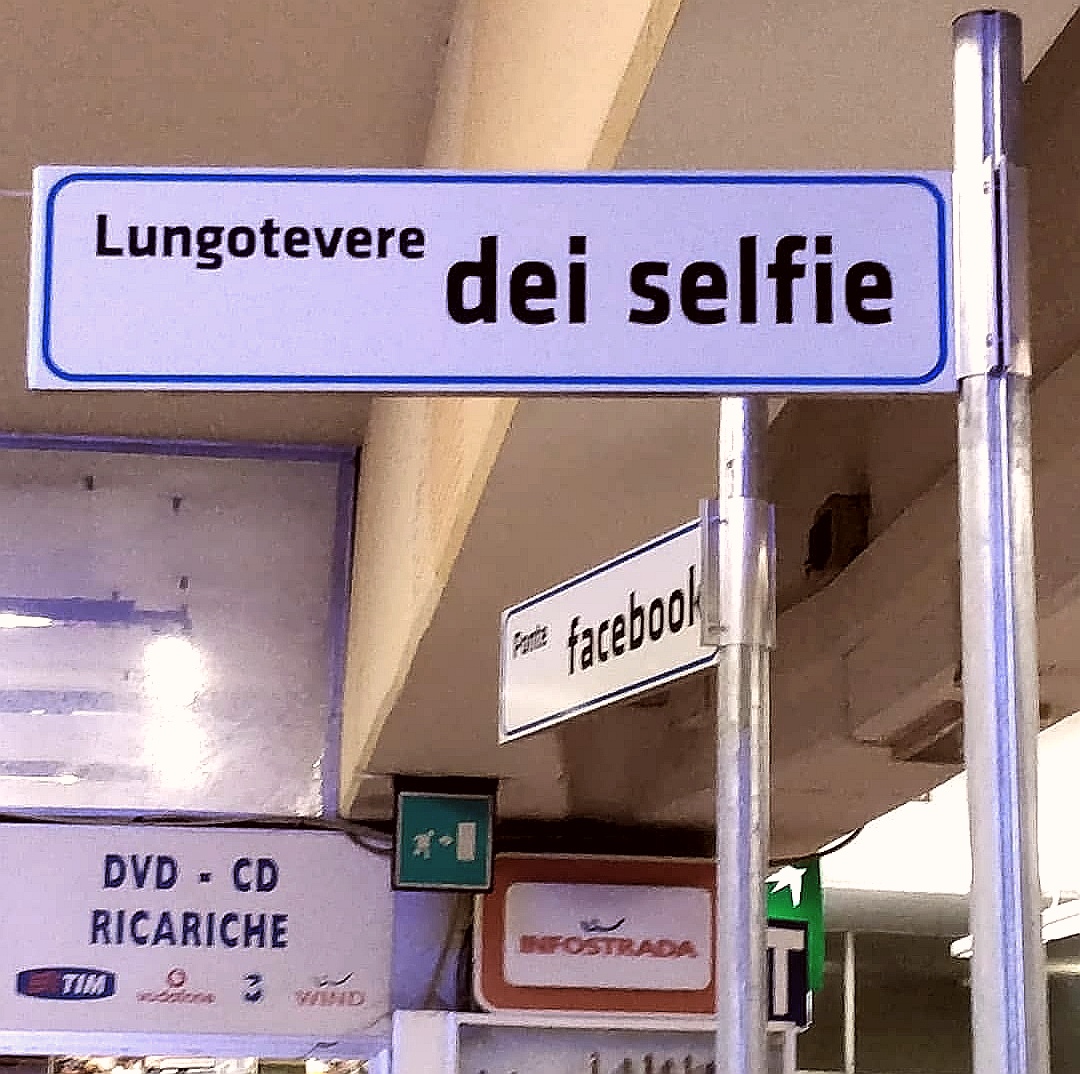 Lungotevere dei selfie
Ponte facebook
DVD - CD
RICARICHE
TIM vodafone 3 WIND
INFOSTRADA
T